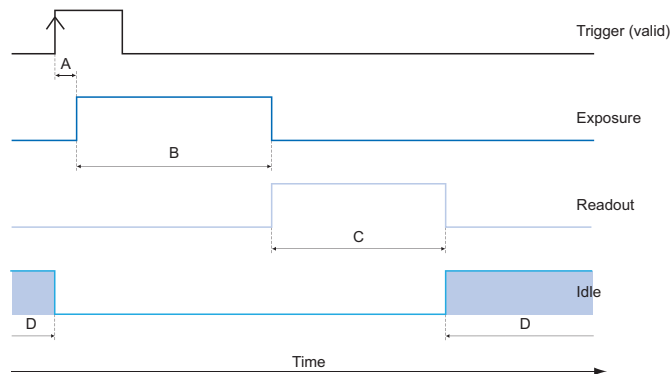 Trigger (valid)
A
Exposure
B
Readout
C
Idle
D
D
Time